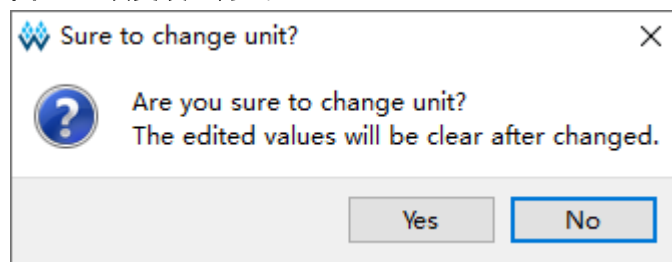 Sure to change unit?
Are you sure to change unit?
The edited values will be clear after changed.
Yes
No